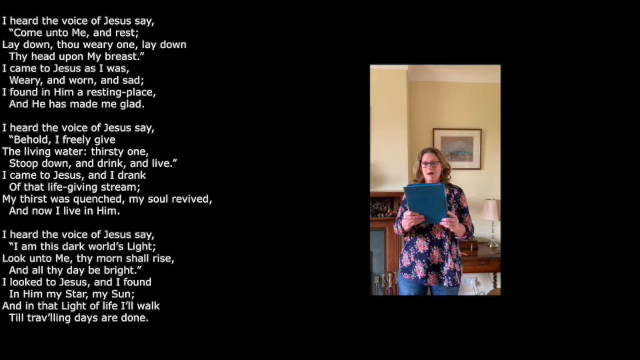 I heard the voice of Jesus say,
“Come unto Me, and rest;
Lay down, thou weary one, lay down
Thy head upon My breast.”
I came to Jesus as I was,
Weary, and worn, and sad;
I found in Him a resting-place,
And He has made me glad.
I heard the voice of Jesus say,
“Behold, I freely give
The living water: thirsty one,
Stoop down, and drink, and live.”
I came to Jesus, and I drank
Of that life-giving stream;
My thirst was quenched, my soul revived,
And now I live in Him.
I heard the voice of Jesus say,
“I am this dark world’s Light;
Look unto Me, thy morn shall rise,
And all thy day be bright.”
I looked to Jesus, and I found
In Him my Star, my Sun;
And in that Light of life I’ll walk
Till trav’lling days are done.